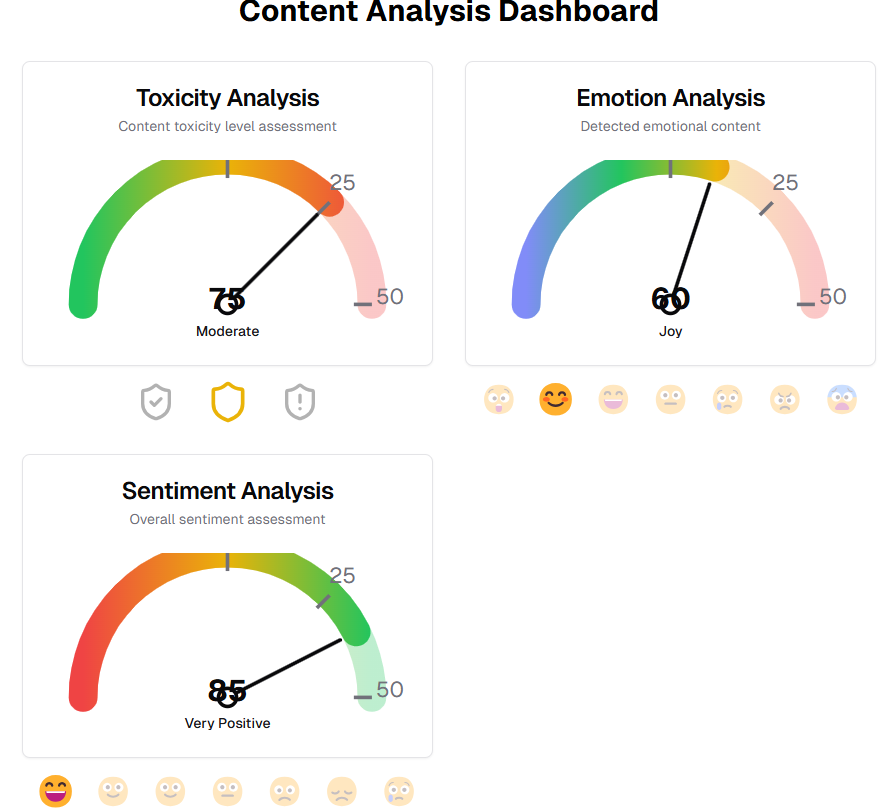 Content Analysis Dashboard
Toxicity Analysis
Content toxicity level assessment
25
75
50
Moderate
Emotion Analysis
Detected emotional content
25
60
50
Joy
Sentiment Analysis
Overall sentiment assessment
25
85
50
Very Positive